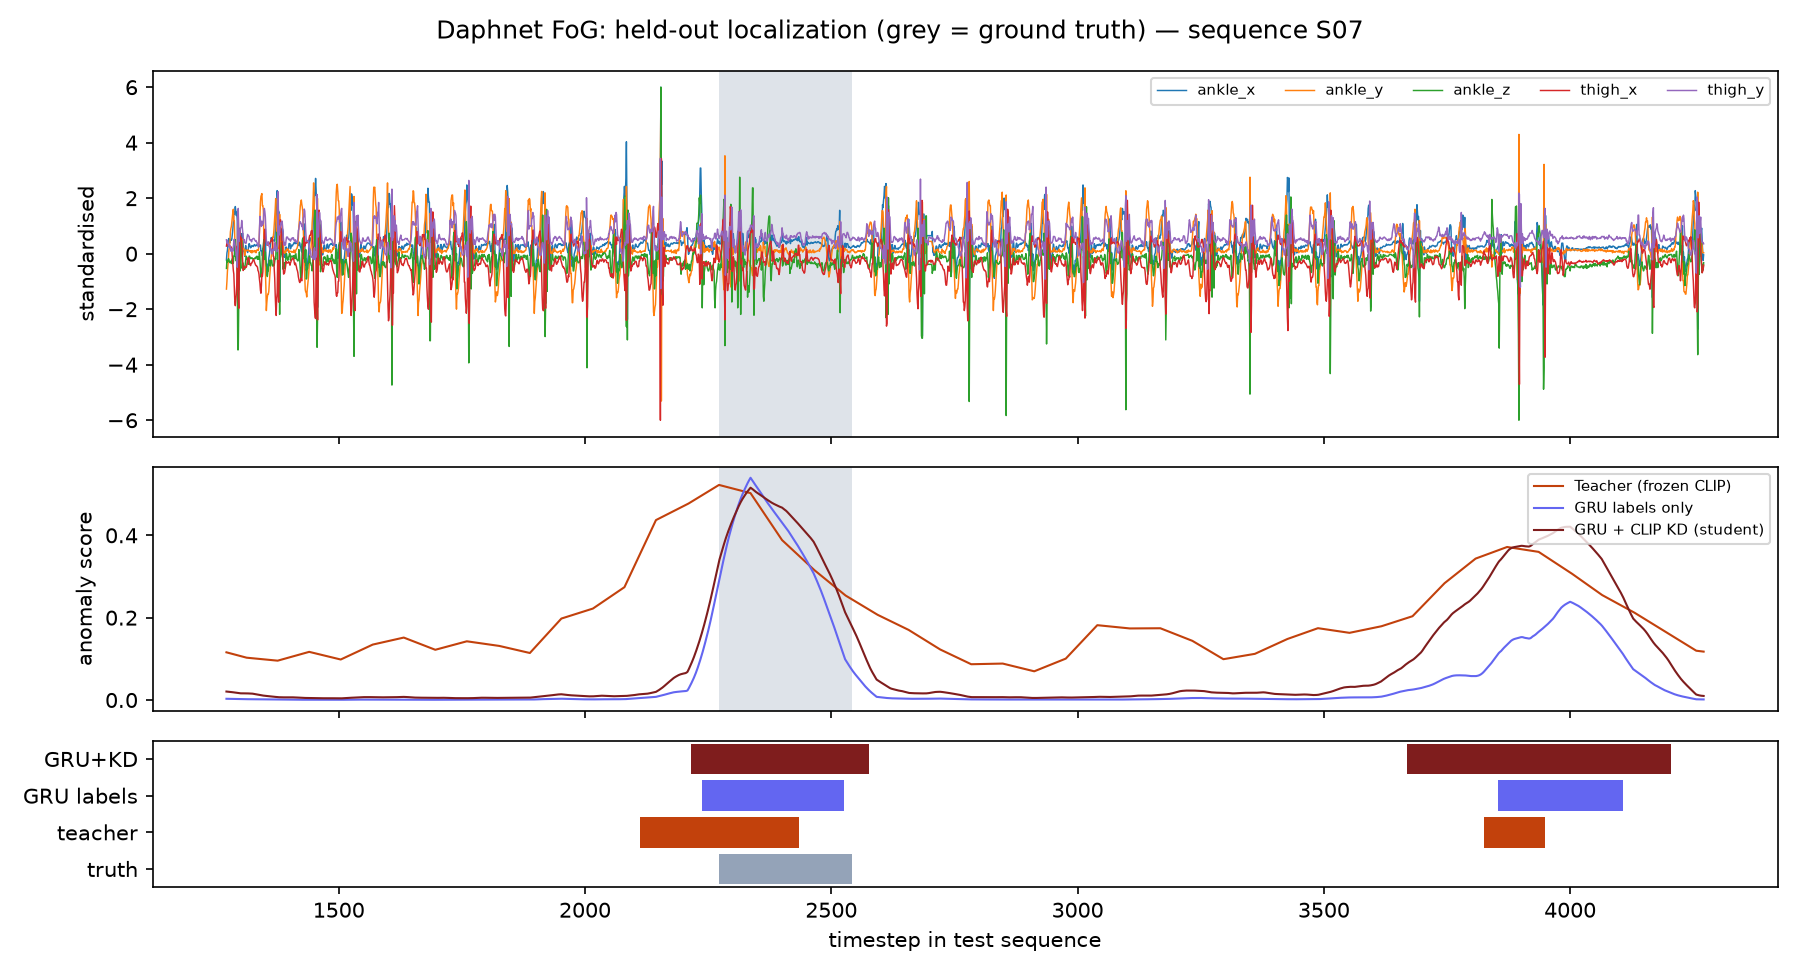 Daphnet FoG: held-out localization (grey = ground truth) — sequence S07
ankle_x ankle_y ankle_z thigh_x thigh_y
6
4
2
0
−2
−4
−6
standardised
Teacher (frozen CLIP)
GRU labels only
GRU + CLIP KD (student)
0.4
0.2
0.0
anomaly score
GRU+KD
GRU labels
teacher
truth
1500 2000 2500 3000 3500 4000
timestep in test sequence